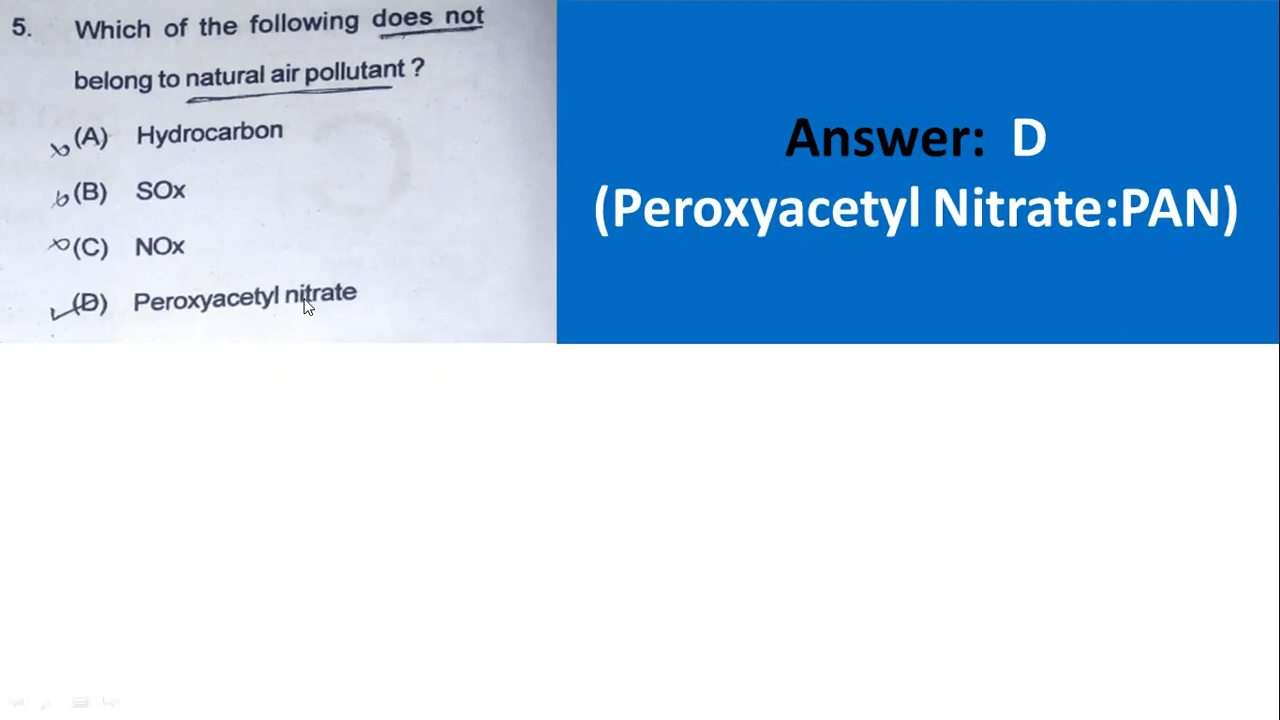 5. Which of the following does not
belong to natural air pollutant ?
(A) Hydrocarbon
(B) SOx
(C) NOx
(D) Peroxyacetyl nitrate
Answer: D
(Peroxyacetyl Nitrate:PAN)